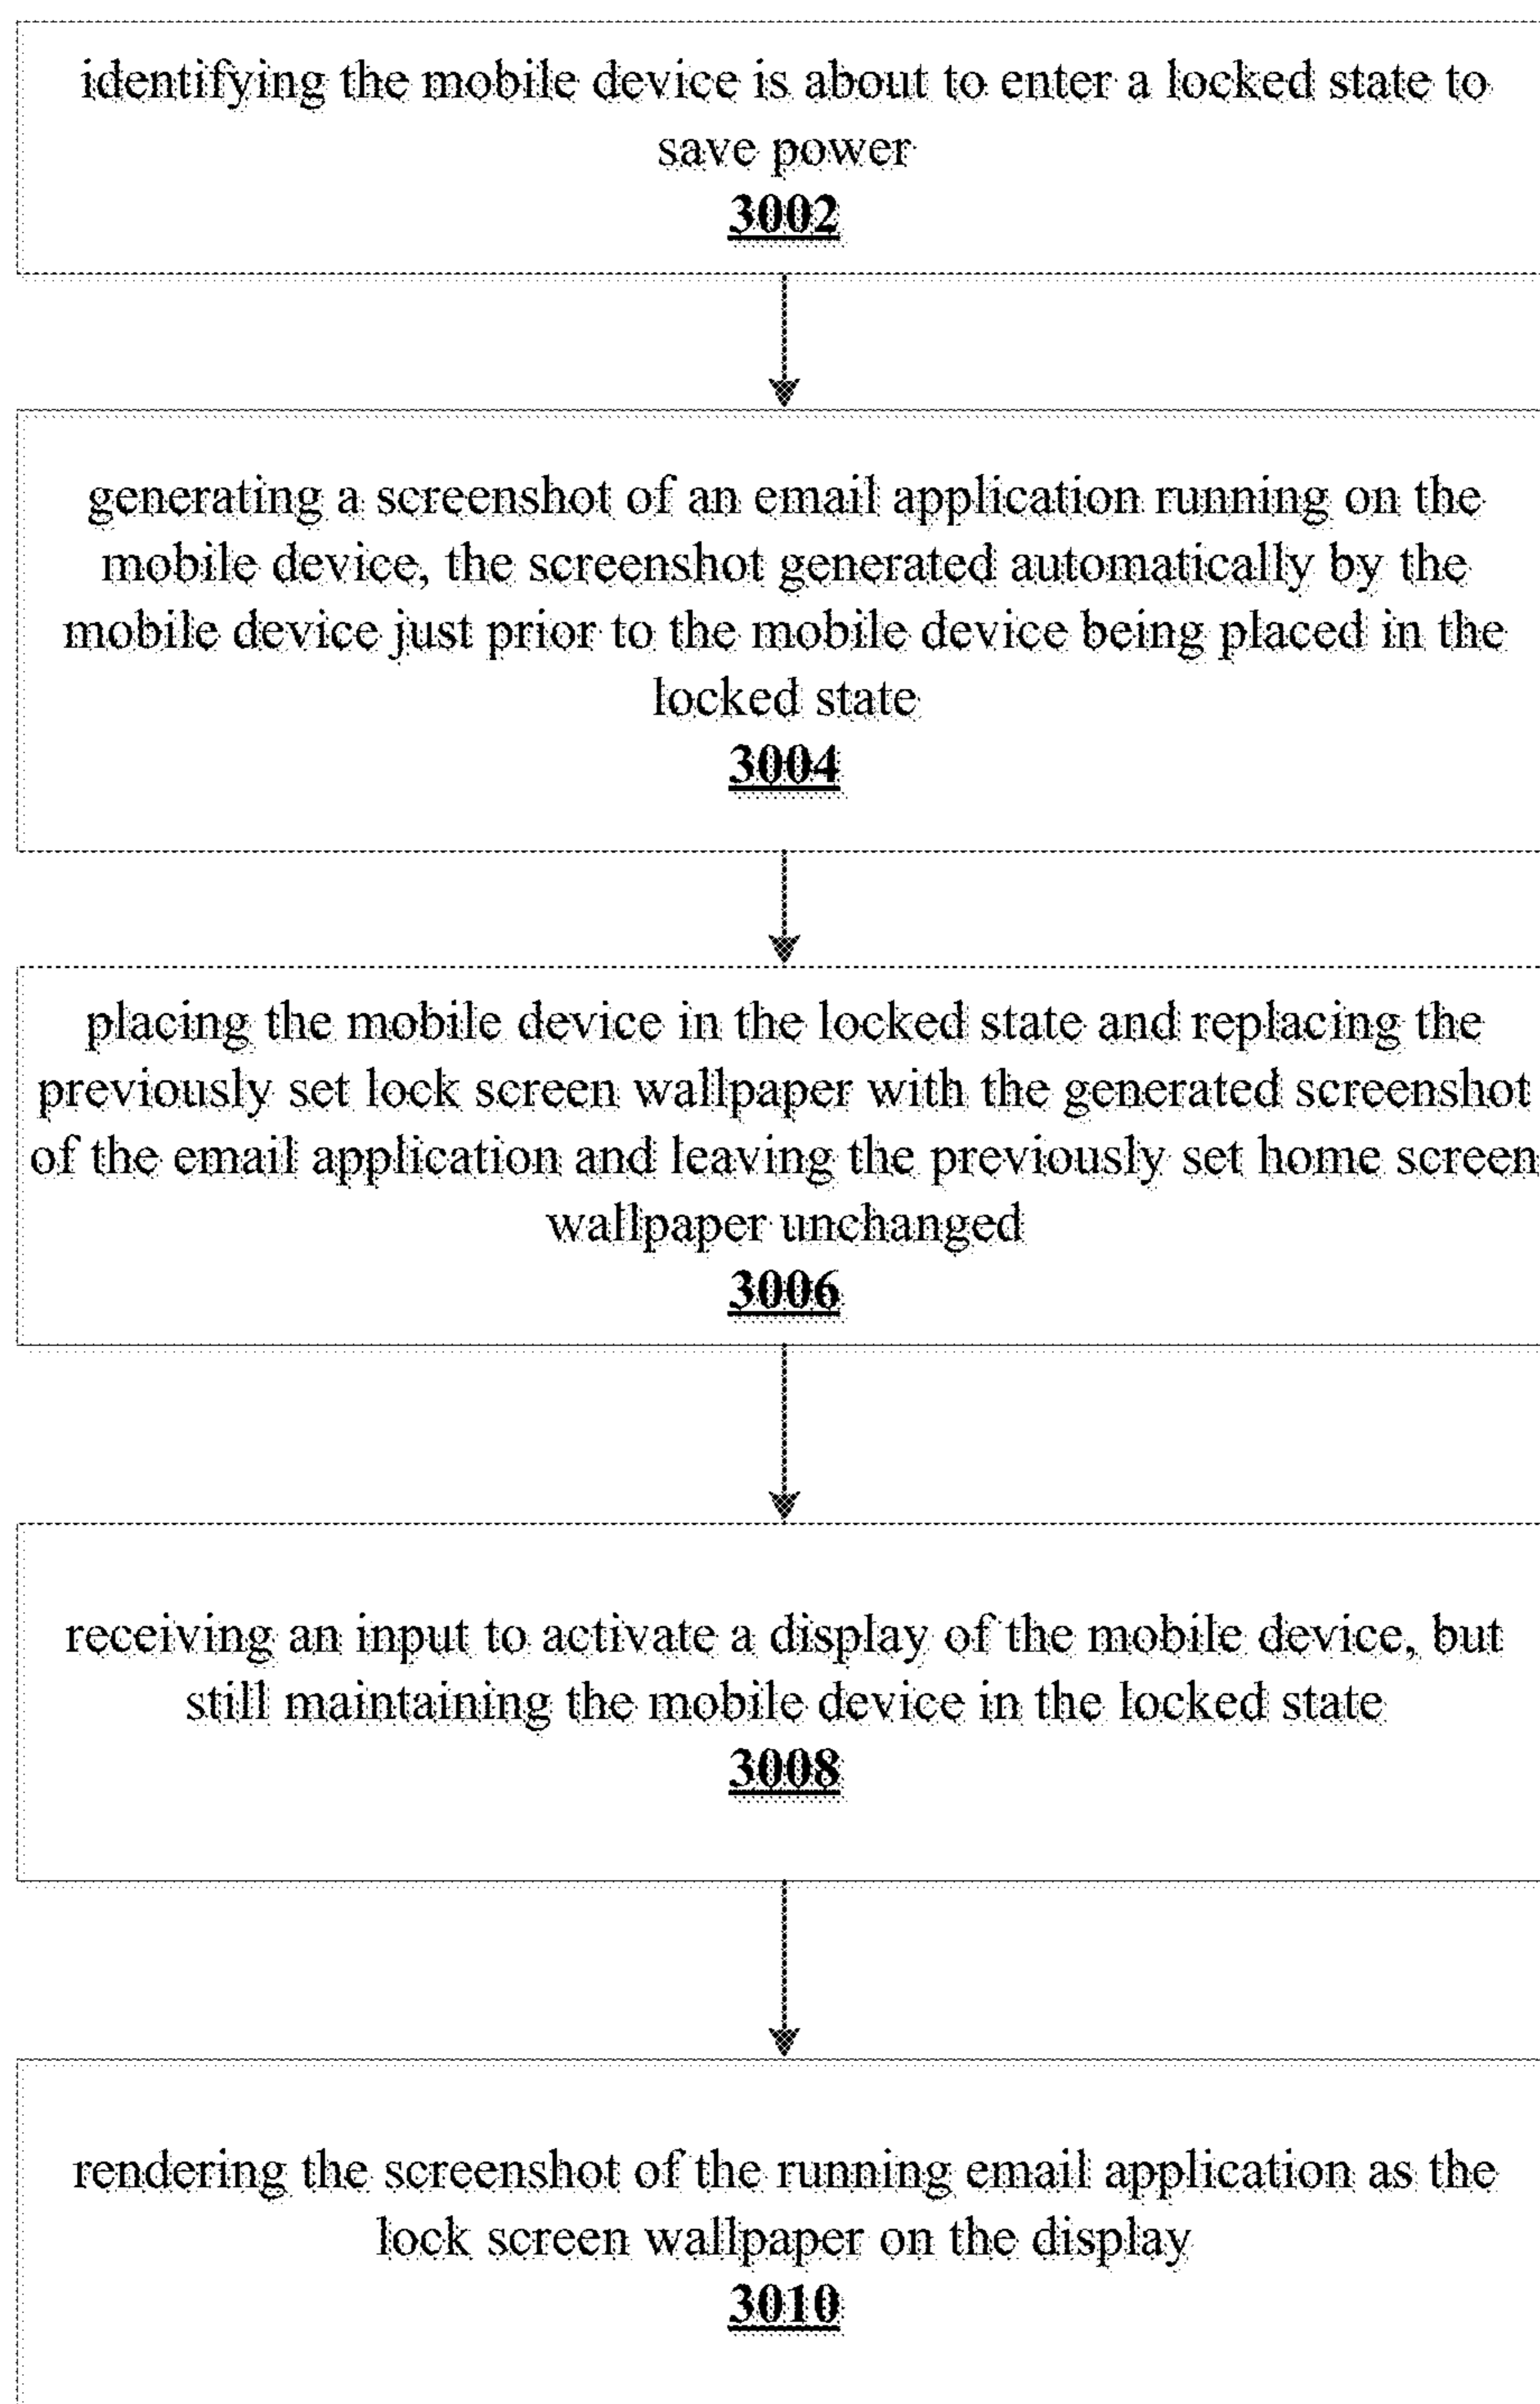 identifying the mobile device is about to enter a locked state to
save power
3002
generating a screenshot of an email application running on the
mobile device, the screenshot generated automatically by the
mobile device just prior to the mobile device being placed in the
locked state
3004
placing the mobile device in the locked state and replacing the
previously set lock screen wallpaper with the generated screenshot
of the email application and leaving the previously set home screen
wallpaper unchanged
3006
receiving an input to activate a display of the mobile device, but
still maintaining the mobile device in the locked state
3008
rendering the screenshot of the running email application as the
lock screen wallpaper on the display
3010